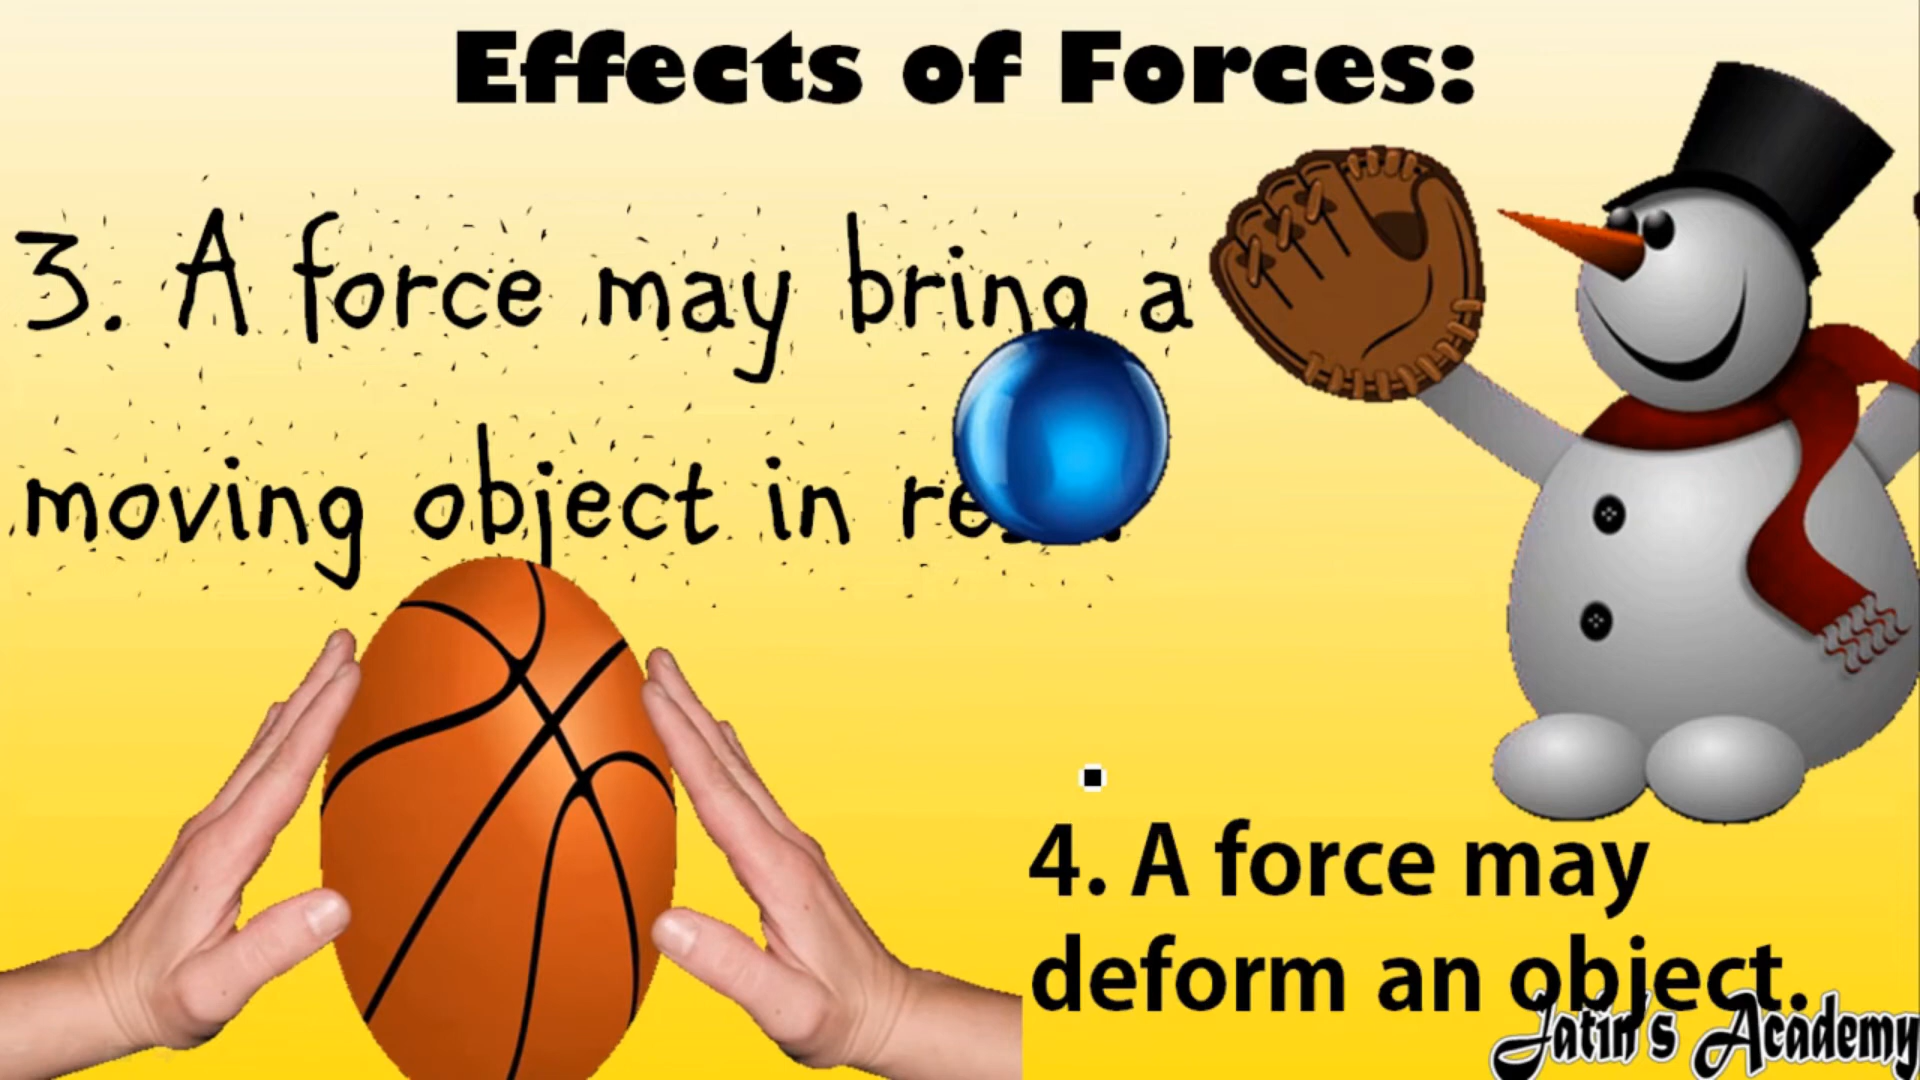 Effects of Forces:
3. A force may bring a
moving object in
4. A force may
deform an object.
Jatin's Academy